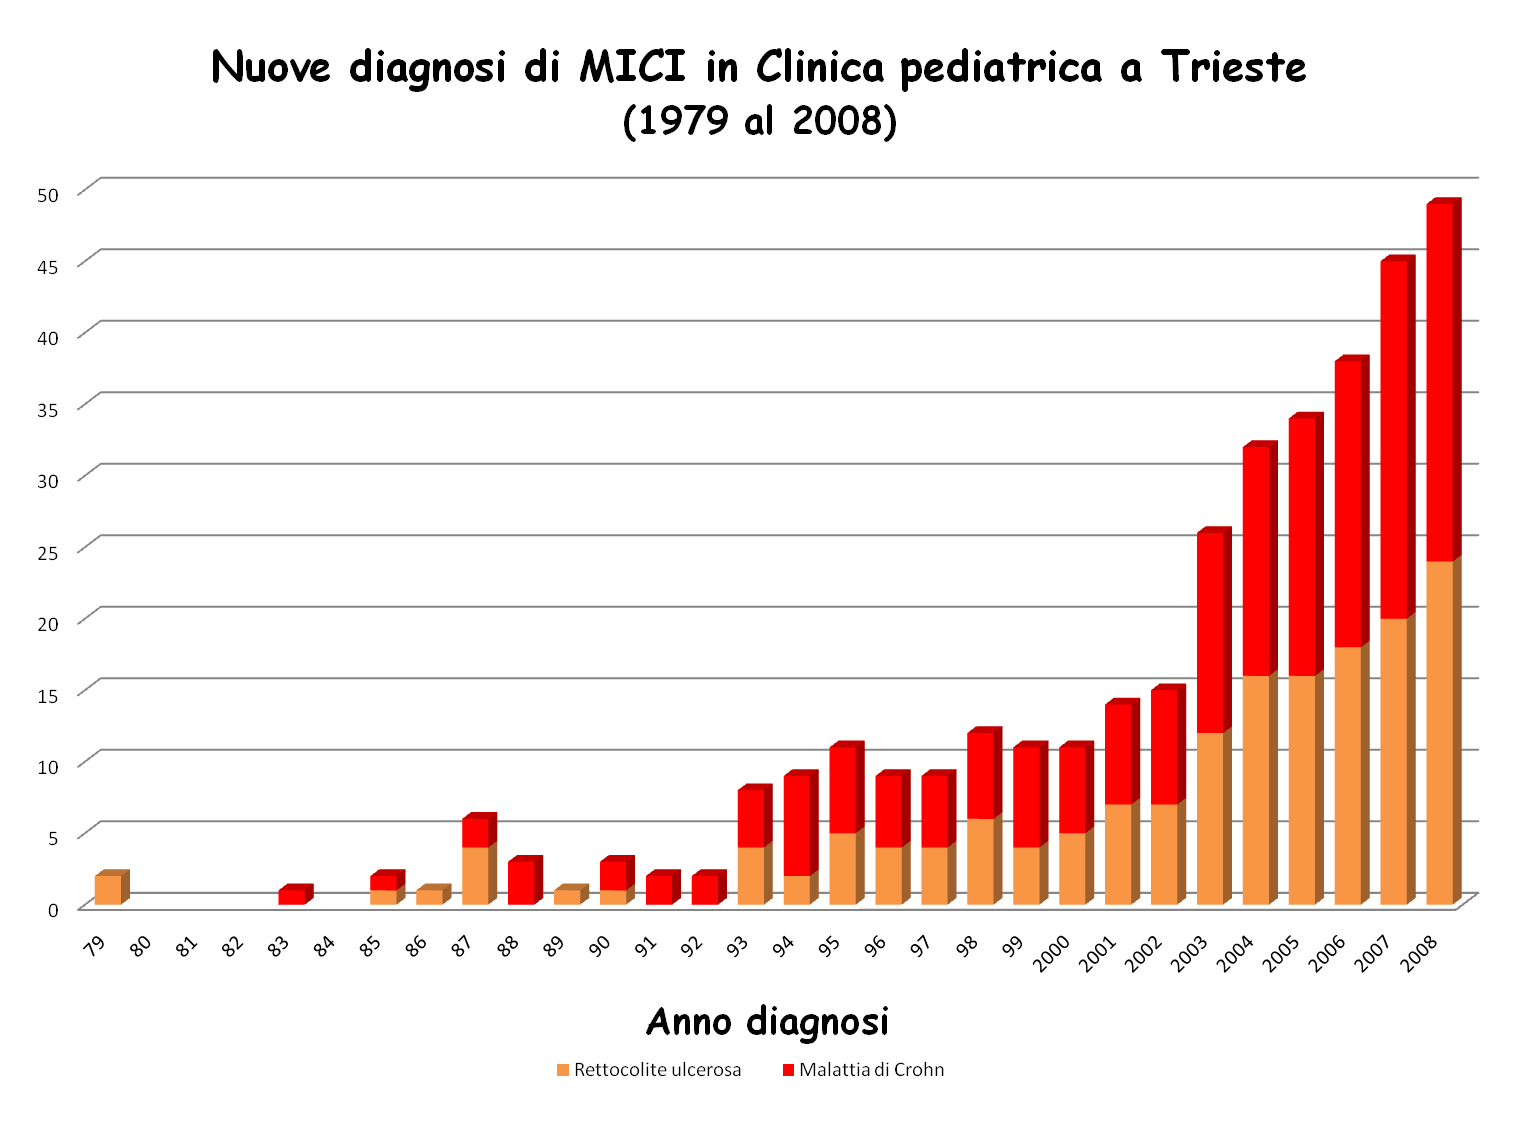 Nuove diagnosi di MICI in Clinica pediatrica a Trieste
(1979 al 2008)
50
45
40
35
30
25
20
15
10
5
0
79 80 81 82 83 84 85 86 87 88 89 90 91 92 93 94 95 96 97 98 99 2000 2001 2002 2003 2004 2005 2006 2007 2008
Anno diagnosi
Rettocolite ulcerosa Malattia di Crohn